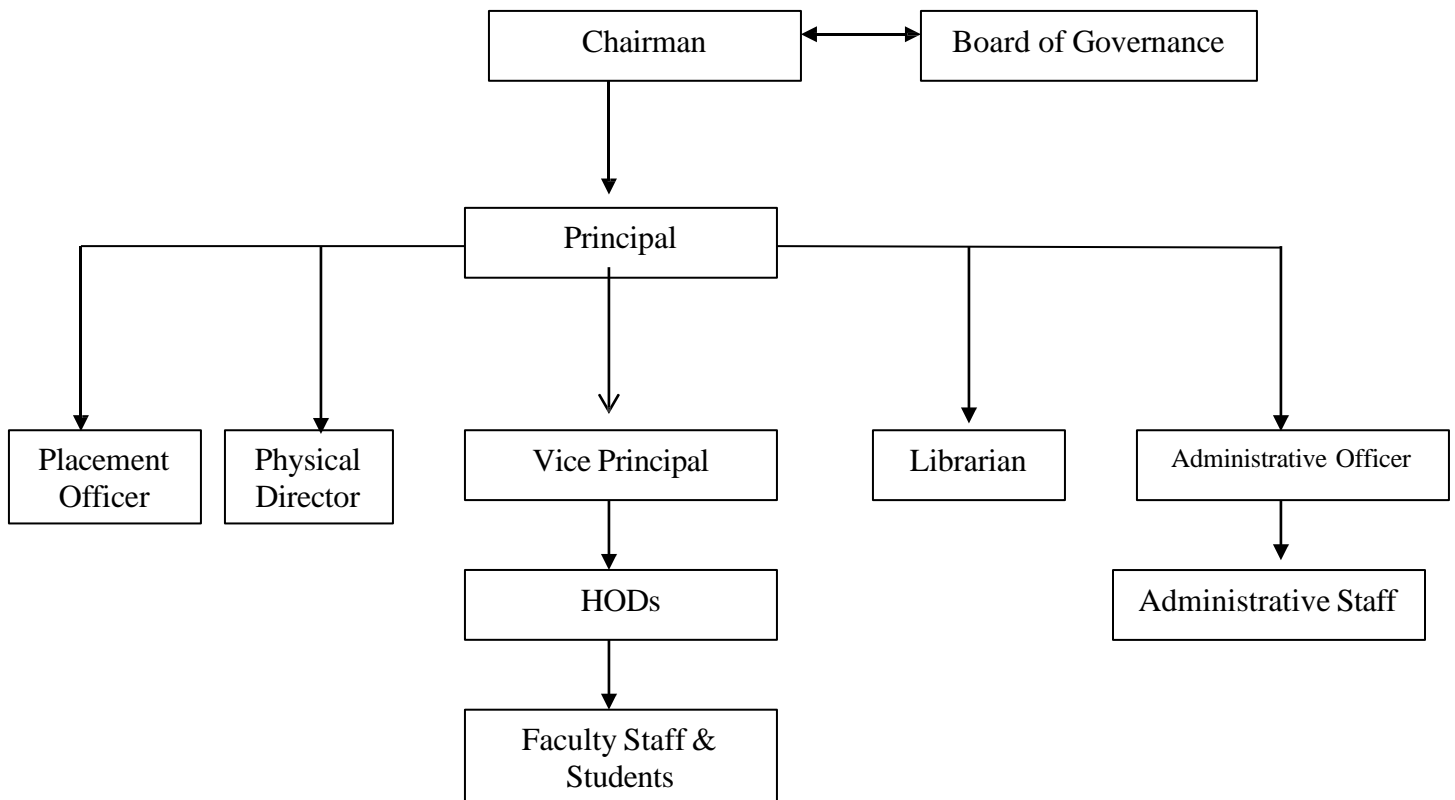 Chairman
Board of Governance
Principal
Placement
Officer
Physical
Director
Vice Principal
Librarian
Administrative Officer
HODs
Administrative Staff
Faculty Staff &
Students